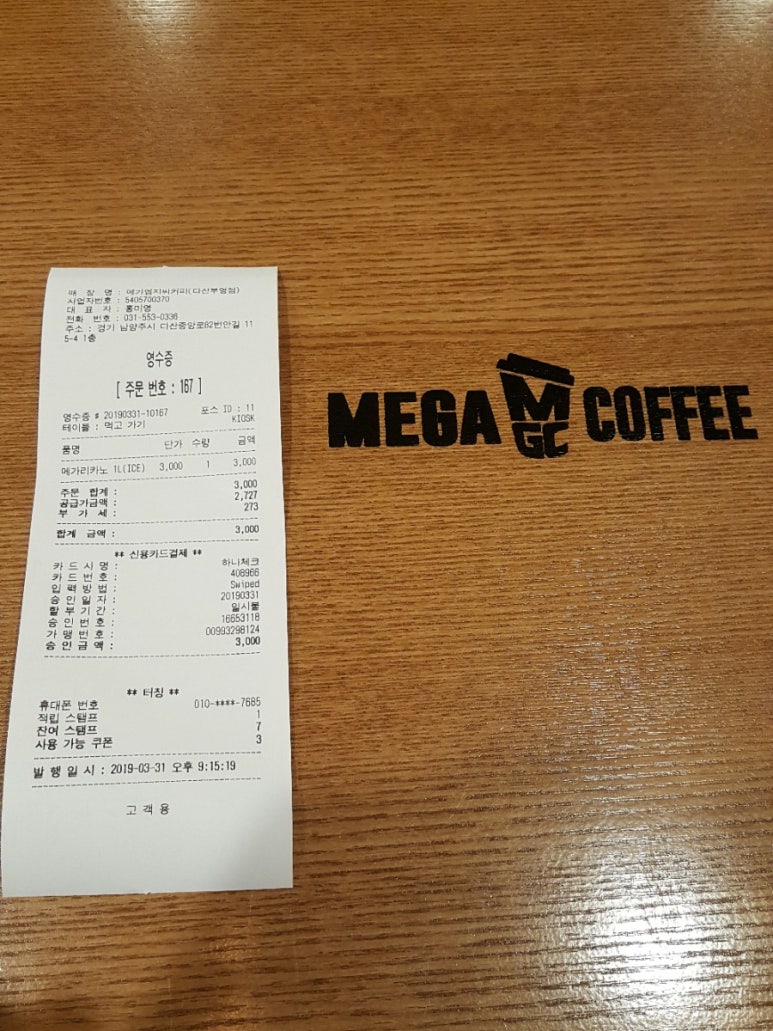 매 장 명 : 메가엠지씨커피(다산부영점)
사업자번호 : 5405700370
대 표 자 : 홍미영
전화 번호 : 031-553-0336
주소 : 경기 남양주시 다산중앙로82번안길 11
5-4 1층
영수증
[ 주문 번호 : 167 ]
영수증 # 20190331-10167 포스 ID : 11
테이블 : 먹고 가기 KIOSK
품명 단가 수량 금액
메가리카노 1L(ICE) 3,000 1 3,000
주문 합계 : 3,000
공급가금액 : 2,727
부 가 세 : 273
합계 금액 : 3,000
** 신용카드결제 **
카 드 사 명 : 하나체크
카 드 번 호 : 408966
입 력 방 법 : Swiped
승 인 일 자 : 20190331
할 부 기 간 : 일시불
승 인 번 호 : 16653118
가 맹 번 호 : 00993298124
승 인 금 액 : 3,000
** 터칭 **
휴대폰 번호 010-****-7685
적립 스탬프 1
잔여 스탬프 7
사용 가능 쿠폰 3
발 행 일 시 : 2019-03-31 오후 9:15:19
고 객 용
MEGA MGC COFFEE